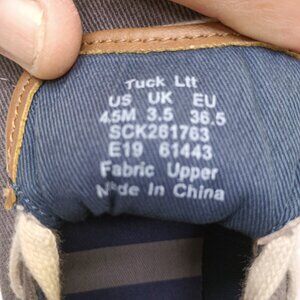 Tuck Ltt
US UK EU
4.5M 3.5 36.5
SCK261763
E19 61443
Fabric Upper
Made In China